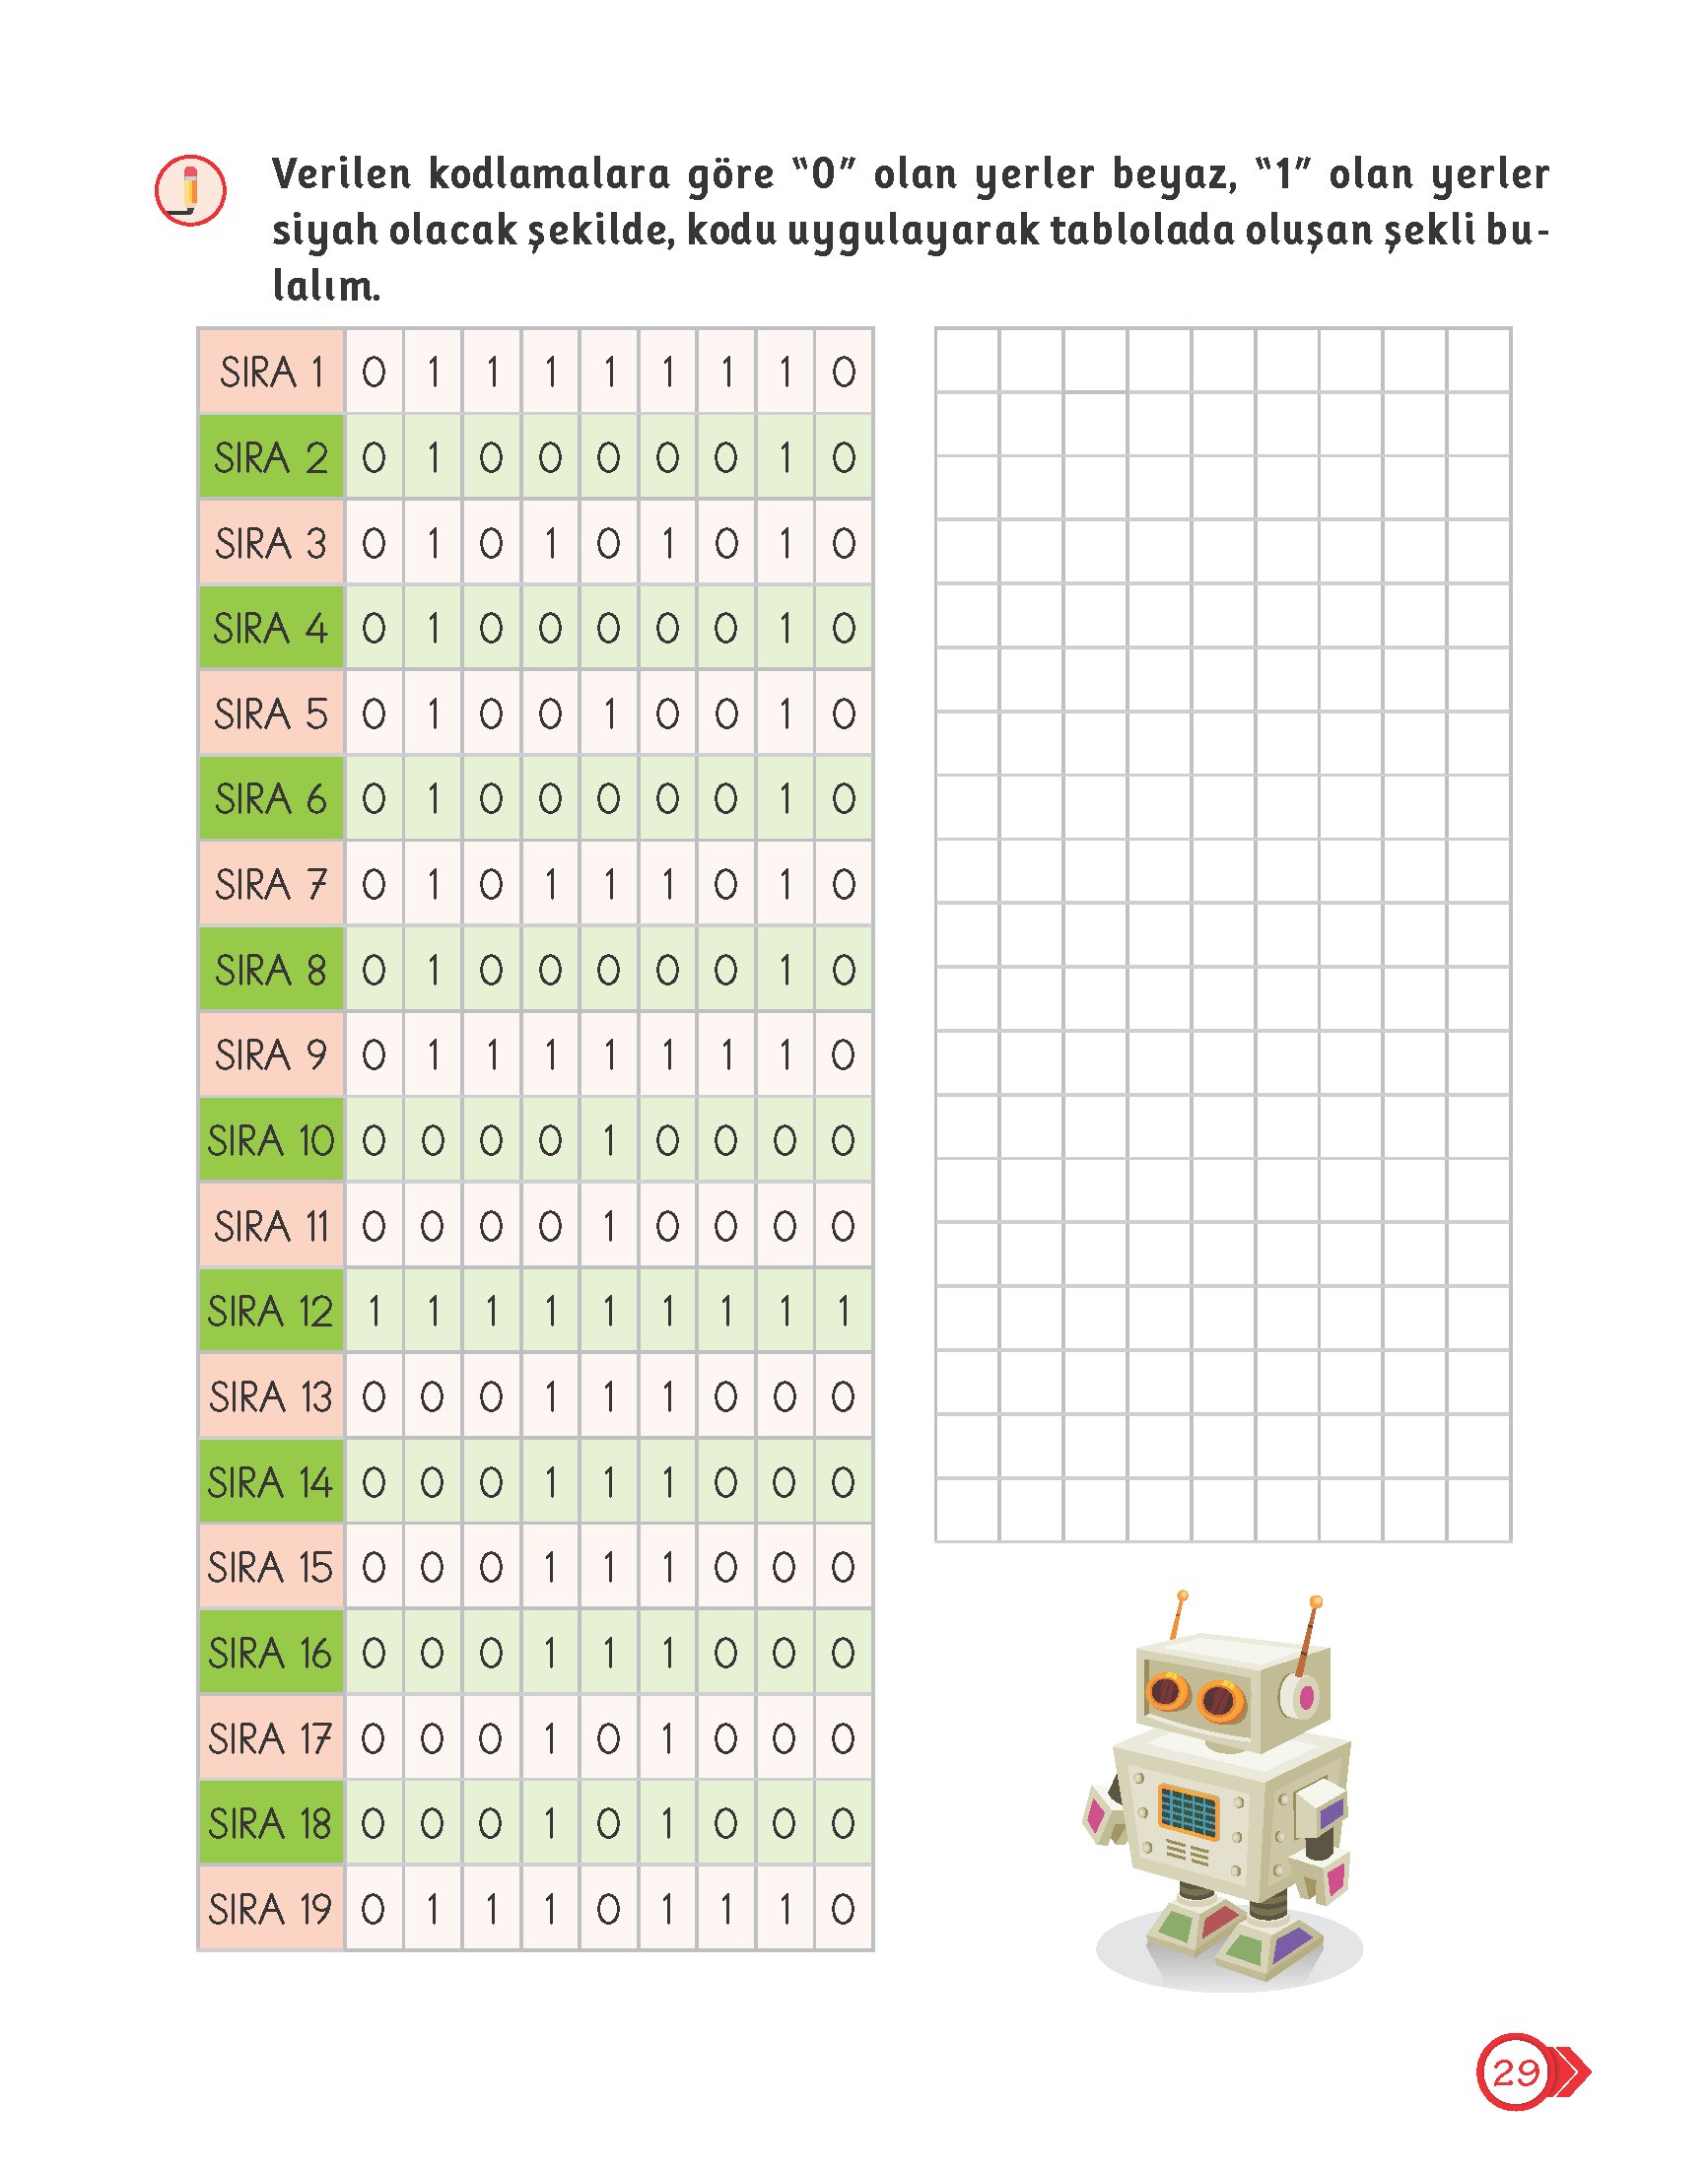 Verilen kodlamalara göre “0” olan yerler beyaz, “1” olan yerler
siyah olacak şekilde, kodu uygulayarak tablolada oluşan şekli bu-
lalım.
SIRA 1 0 1 1 1 1 1 1 1 0
SIRA 2 0 1 0 0 0 0 0 1 0
SIRA 3 0 1 0 1 0 1 0 1 0
SIRA 4 0 1 0 0 0 0 0 1 0
SIRA 5 0 1 0 0 1 0 0 1 0
SIRA 6 0 1 0 0 0 0 0 1 0
SIRA 7 0 1 0 1 1 1 0 1 0
SIRA 8 0 1 0 0 0 0 0 1 0
SIRA 9 0 1 1 1 1 1 1 1 0
SIRA 10 0 0 0 0 1 0 0 0 0
SIRA 11 0 0 0 0 1 0 0 0 0
SIRA 12 1 1 1 1 1 1 1 1 1
SIRA 13 0 0 0 1 1 1 0 0 0
SIRA 14 0 0 0 1 1 1 0 0 0
SIRA 15 0 0 0 1 1 1 0 0 0
SIRA 16 0 0 0 1 1 1 0 0 0
SIRA 17 0 0 0 1 0 1 0 0 0
SIRA 18 0 0 0 1 0 1 0 0 0
SIRA 19 0 1 1 1 0 1 1 1 0
29